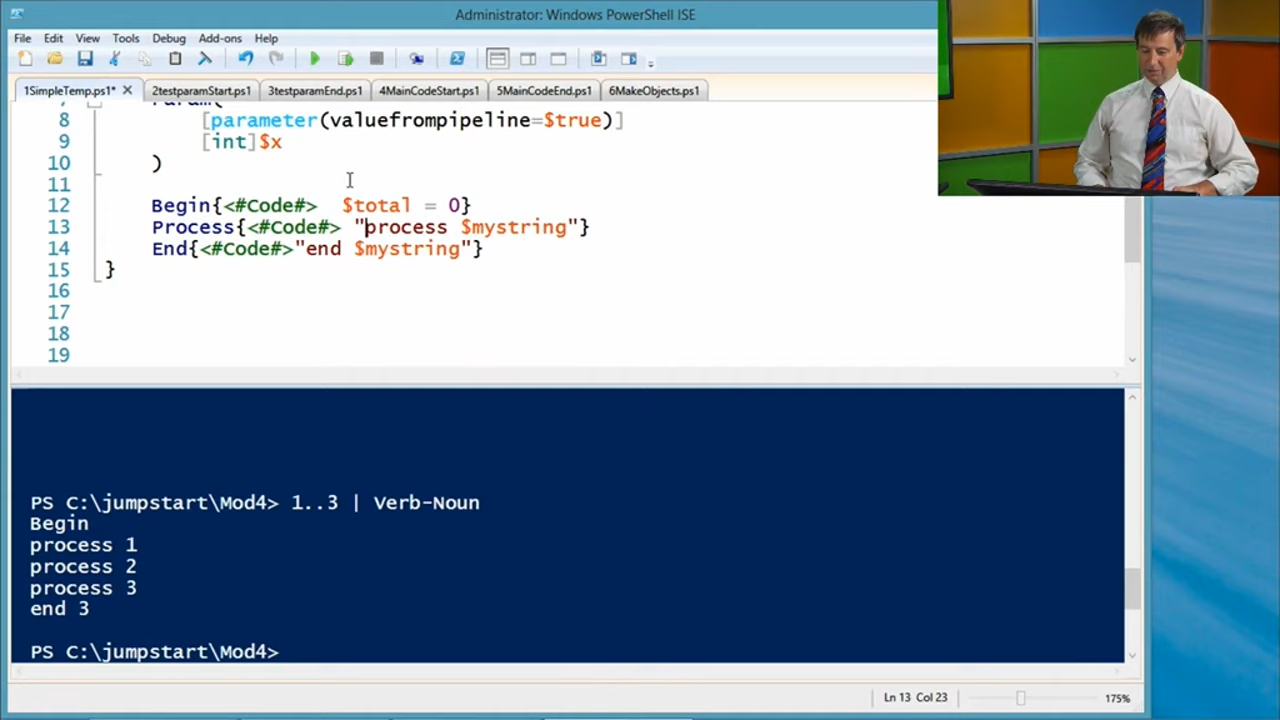 Administrator: Windows PowerShell ISE
File Edit View Tools Debug Add-ons Help
1SimpleTemp.ps1* 2testparamStart.ps1 3testparamEnd.ps1 4MainCodeStart.ps1 5MainCodeEnd.ps1 6MakeObjects.ps1
7 Param(
8 [parameter(valuefrompipeline=$true)]
9 [int]$x
10 )
11
12 Begin{<#Code#> $total = 0}
13 Process{<#Code#> "process $mystring"}
14 End{<#Code#>"end $mystring"}
15 }
16
17
18
19
PS C:\jumpstart\Mod4> 1..3 | Verb-Noun
Begin
process 1
process 2
process 3
end 3
PS C:\jumpstart\Mod4>
Ln 13 Col 23 175%